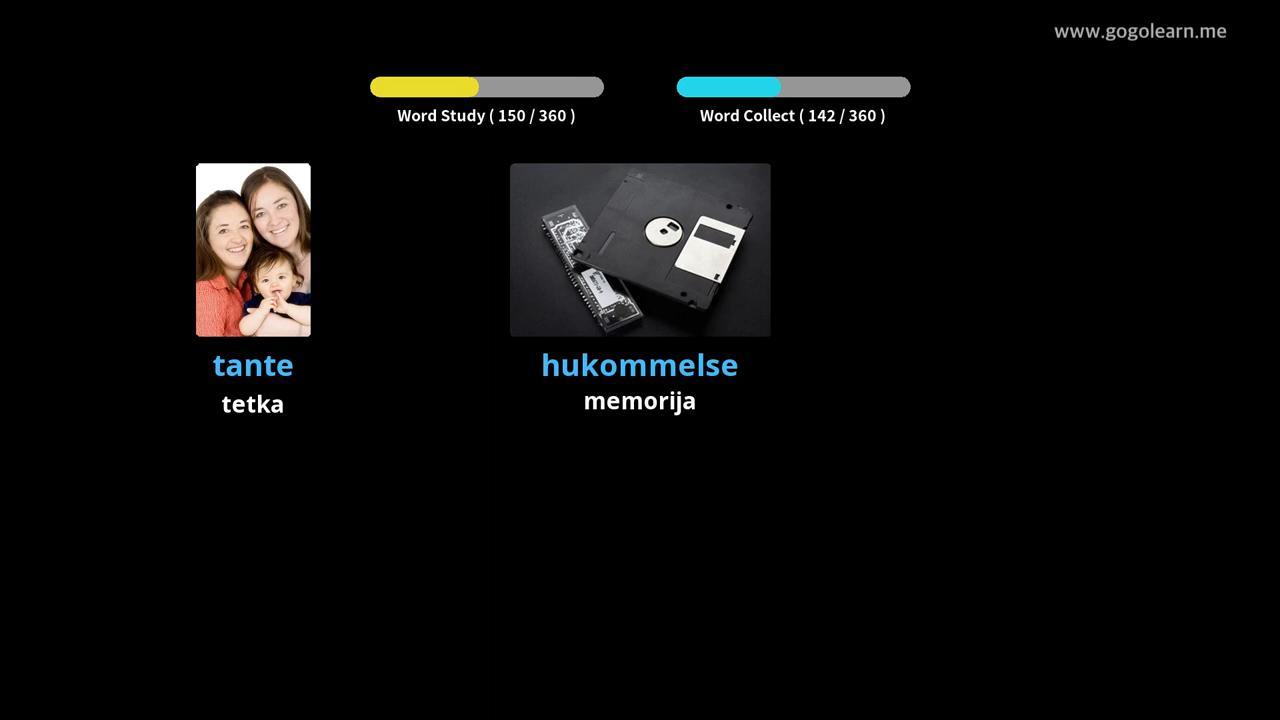 www.gogolearn.me
Word Study ( 150 / 360 )
Word Collect ( 142 / 360 )
tante
tetka
hukommelse
memorija